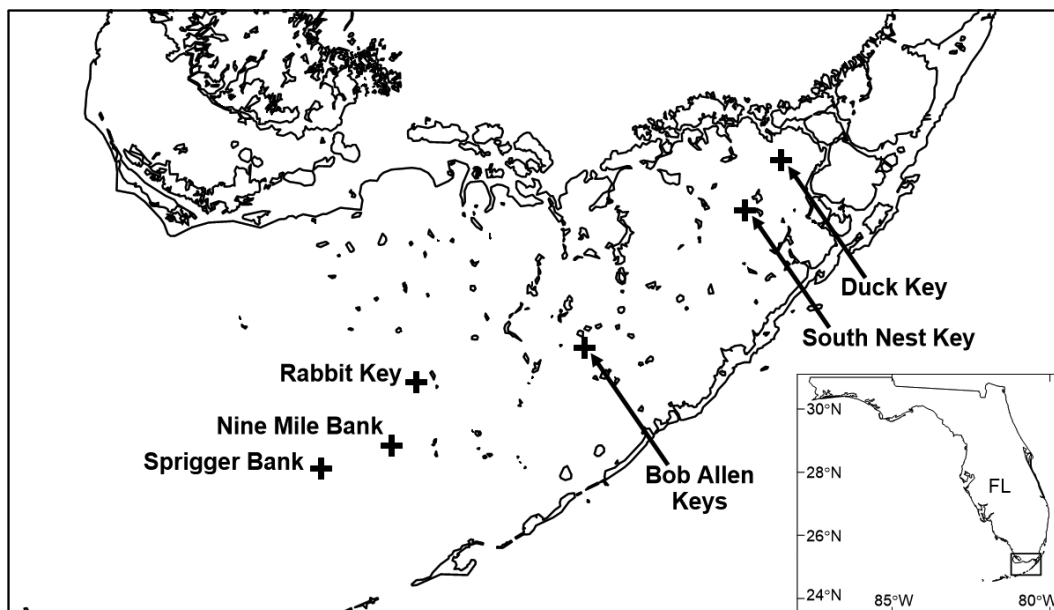 Duck Key
South Nest Key
Rabbit Key
Nine Mile Bank
Sprigger Bank
Bob Allen
Keys
30°N
28°N
FL
26°N
24°N
85°W
80°W